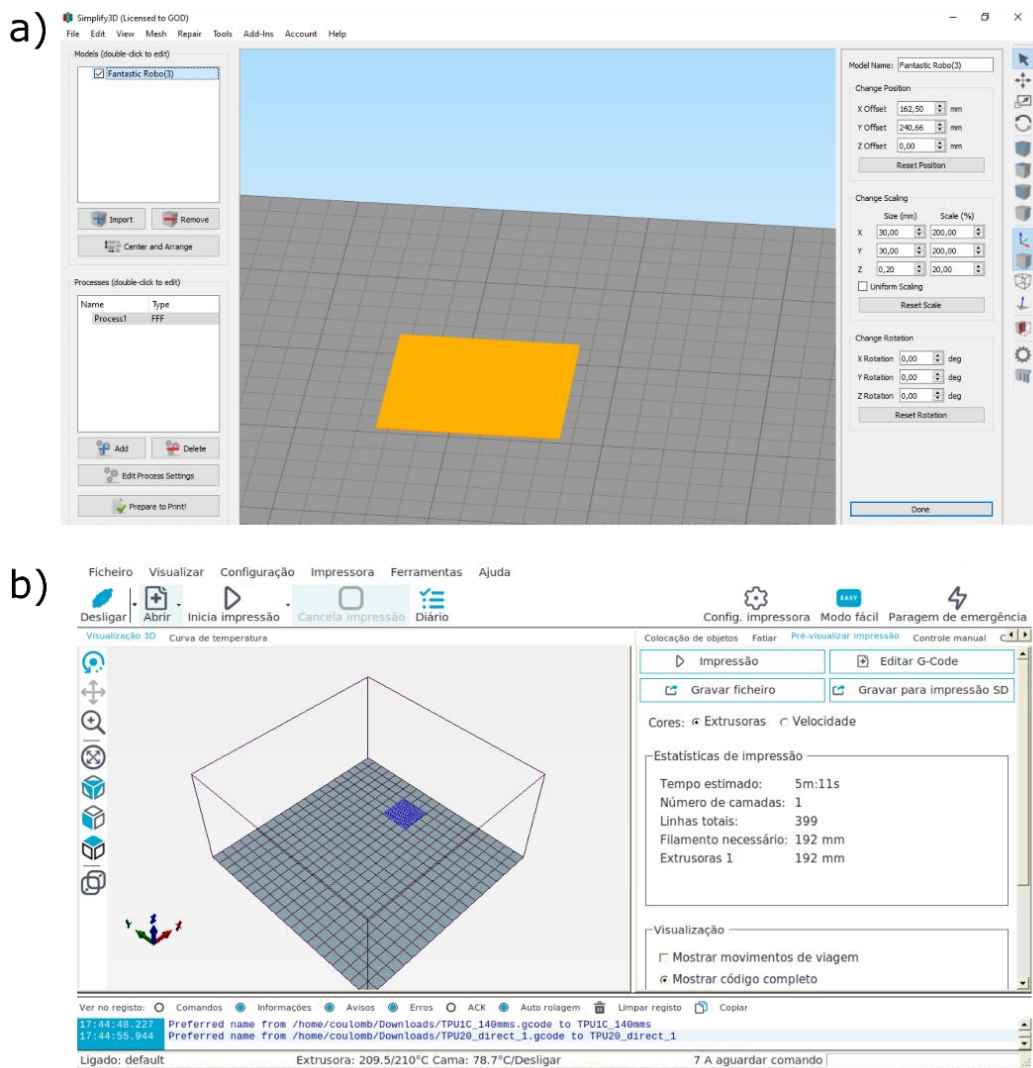 a)
Simplify3D (Licensed to GOD)
File Edit View Mesh Repair Tools Add-Ins Account Help
Models (double-click to edit)
Fantastic Robo(3)
Import Remove
Center and Arrange
Processes (double-click to edit)
Name Type
Process1 FFF
Add Delete
Edit Process Settings
Prepare to Print!
Model Name: Fantastic Robo(3)
Change Position
X Offset 162,50 mm
Y Offset 240,66 mm
Z Offset 0,00 mm
Reset Position
Change Scaling
Size (mm) Scale (%)
X 30,00 200,00
Y 30,00 200,00
Z 0,20 20,00
Uniform Scaling
Reset Scale
Change Rotation
X Rotation 0,00 deg
Y Rotation 0,00 deg
Z Rotation 0,00 deg
Reset Rotation
Done
b)
Ficheiro Visualizar Configuração Impressora Ferramentas Ajuda
Desligar Abrir Inicia impressão Cancela impressão Diário
EASY
Config. impressora Modo fácil Paragem de emergência
Visualização 3D Curva de temperatura
Colocação de objetos Fatiar Pré-visualizar impressão Controle manual C
Impressão Editar G-Code
Gravar ficheiro Gravar para impressão SD
Cores: Extrusoras Velocidade
Estatísticas de impressão
Tempo estimado: 5m:11s
Número de camadas: 1
Linhas totais: 399
Filamento necessário: 192 mm
Extrusoras 1 192 mm
Visualização
Mostrar movimentos de viagem
Mostrar código completo
Y Z X
Ver no registo: Comandos Informações Avisos Erros ACK Auto rolagem Limpar registo Copiar
17:44:48.227 Preferred name from /home/coulomb/Downloads/TPU1C_140mms.gcode to TPU1C_140mms
17:44:55.944 Preferred name from /home/coulomb/Downloads/TPU20_direct_1.gcode to TPU20_direct_1
Ligado: default Extrusora: 209.5/210°C Cama: 78.7°C/Desligar 7 A aguardar comando